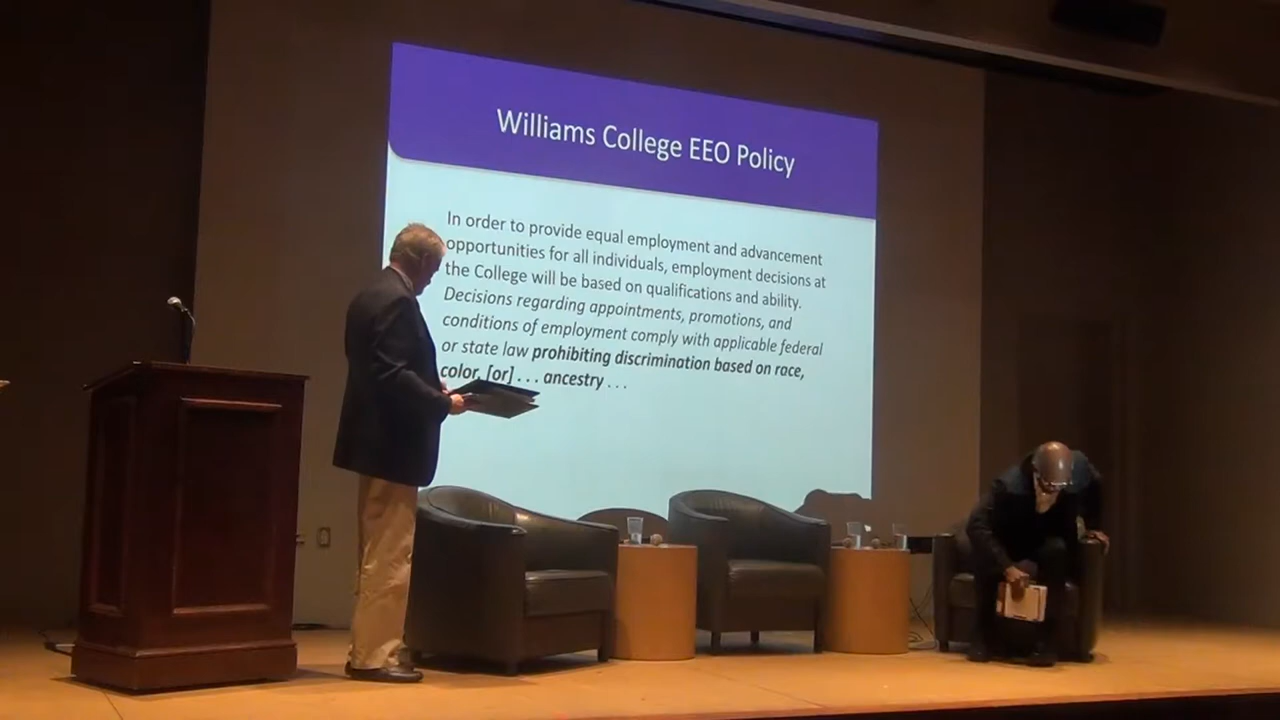 Williams College EEO Policy
In order to provide equal employment and advancement
opportunities for all individuals, employment decisions at
the College will be based on qualifications and ability.
Decisions regarding appointments, promotions, and
conditions of employment comply with applicable federal
or state law prohibiting discrimination based on race,
color, [or] . . . ancestry . . .